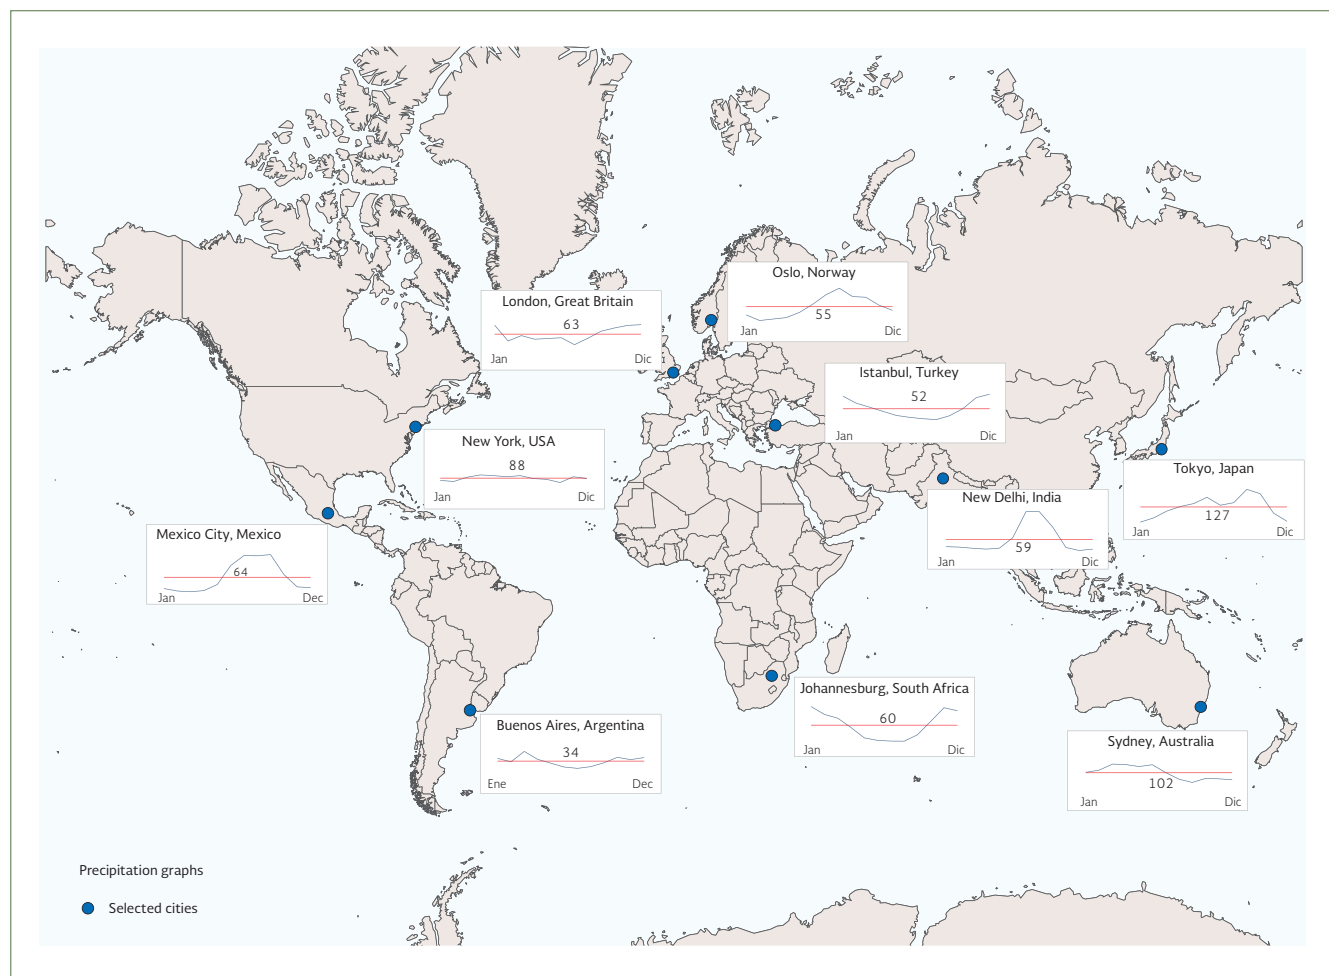 Oslo, Norway
55
Jan Dic
London, Great Britain
63
Jan Dic
Istanbul, Turkey
52
Jan Dic
New York, USA
88
Jan Dic
Tokyo, Japan
127
Jan Dic
New Delhi, India
59
Jan Dic
Mexico City, Mexico
64
Jan Dec
Johannesburg, South Africa
60
Jan Dic
Buenos Aires, Argentina
34
Ene Dec
Sydney, Australia
102
Jan Dic
Precipitation graphs
Selected cities